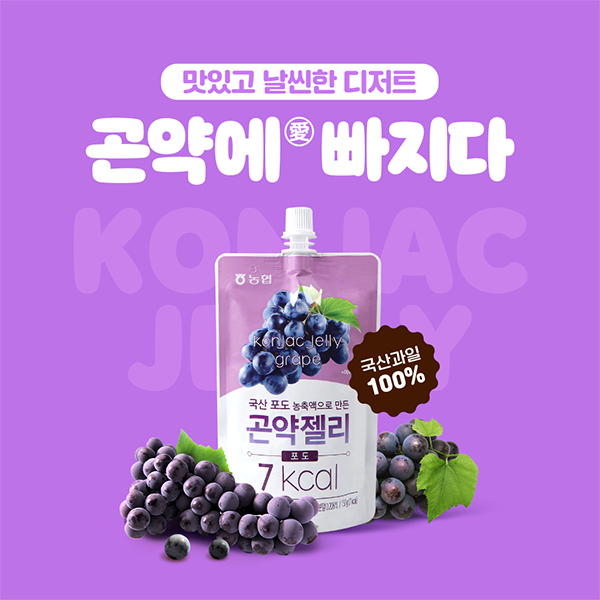 맛있고 날씬한 디저트
곤약에 愛 빠지다
KONJAC
JELLY
농협
konjac jelly
grape
국산 포도 농축액으로 만든
곤약젤리
포도
7 kcal
국산과일
100%